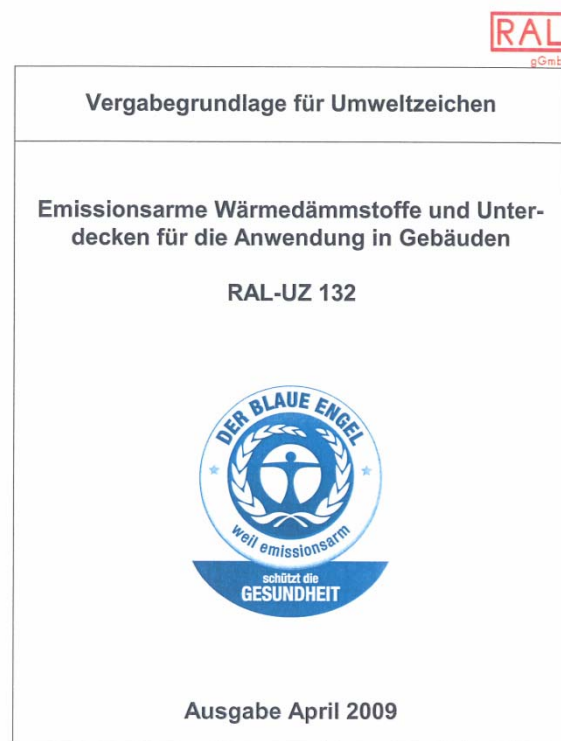 RAL
gGmb
Vergabegrundlage für Umweltzeichen
Emissionsarme Wärmedämmstoffe und Unter-
decken für die Anwendung in Gebäuden
RAL-UZ 132
DER BLAUE ENGEL
weil emissionsarm
schützt die
GESUNDHEIT
Ausgabe April 2009